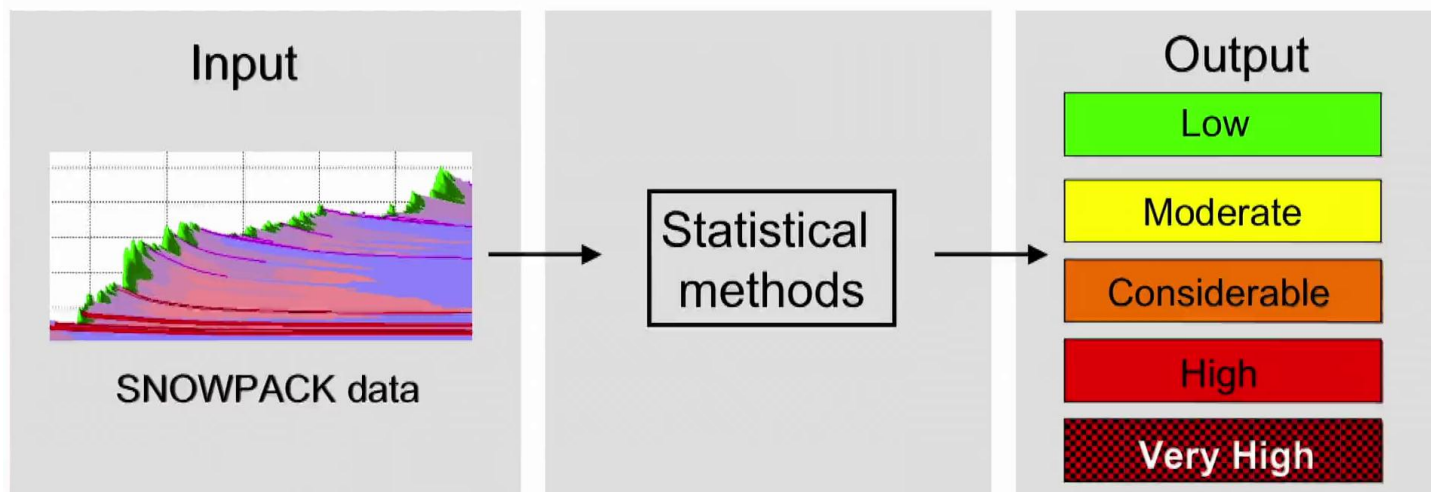 Input
SNOWPACK data
Statistical
methods
Output
Low
Moderate
Considerable
High
Very High